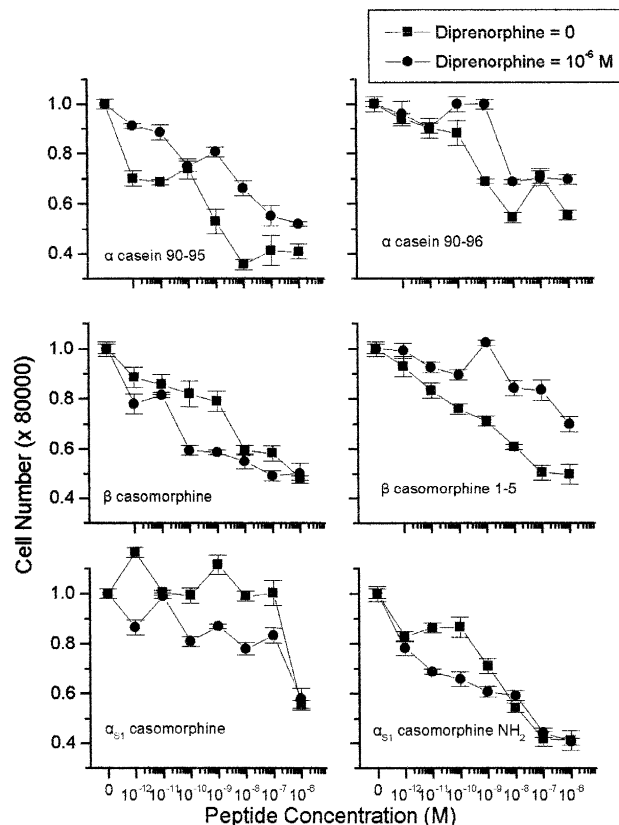 Diprenorphine = 0
Diprenorphine = 10⁻⁶ M
1.0
0.8
0.6
0.4
α casein 90-95
α casein 90-96
Cell Number (x 80000)
1.0
0.8
0.6
0.4
β casomorphine
β casomorphine 1-5
1.0
0.8
0.6
0.4
αS1 casomorphine
αS1 casomorphine NH₂
0 10⁻¹² 10⁻¹¹ 10⁻¹⁰ 10⁻⁹ 10⁻⁸ 10⁻⁷ 10⁻⁶
0 10⁻¹² 10⁻¹¹ 10⁻¹⁰ 10⁻⁹ 10⁻⁸ 10⁻⁷ 10⁻⁶
Peptide Concentration (M)